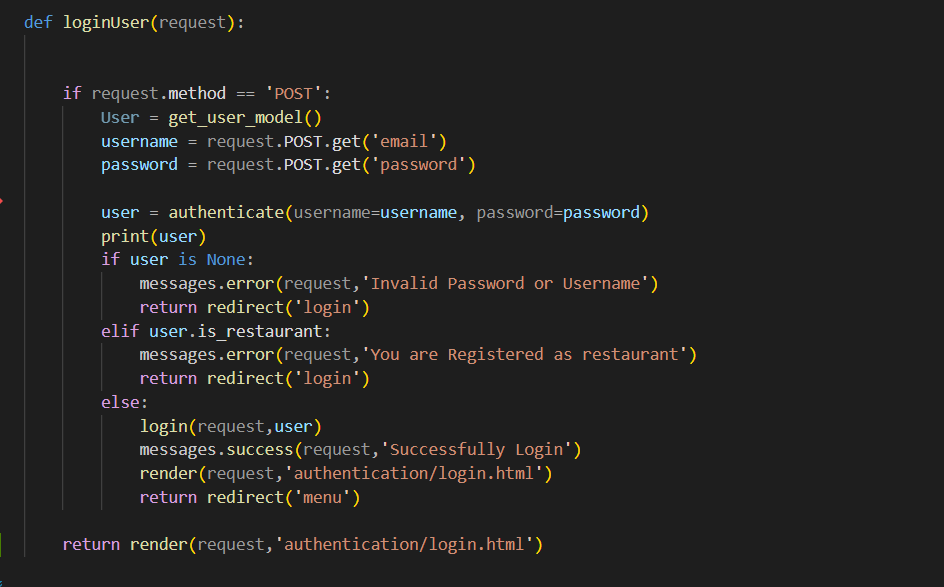 def loginUser(request):
if request.method == 'POST':
User = get_user_model()
username = request.POST.get('email')
password = request.POST.get('password')
user = authenticate(username=username, password=password)
print(user)
if user is None:
messages.error(request,'Invalid Password or Username')
return redirect('login')
elif user.is_restaurant:
messages.error(request,'You are Registered as restaurant')
return redirect('login')
else:
login(request,user)
messages.success(request,'Successfully Login')
render(request,'authentication/login.html')
return redirect('menu')
return render(request,'authentication/login.html')